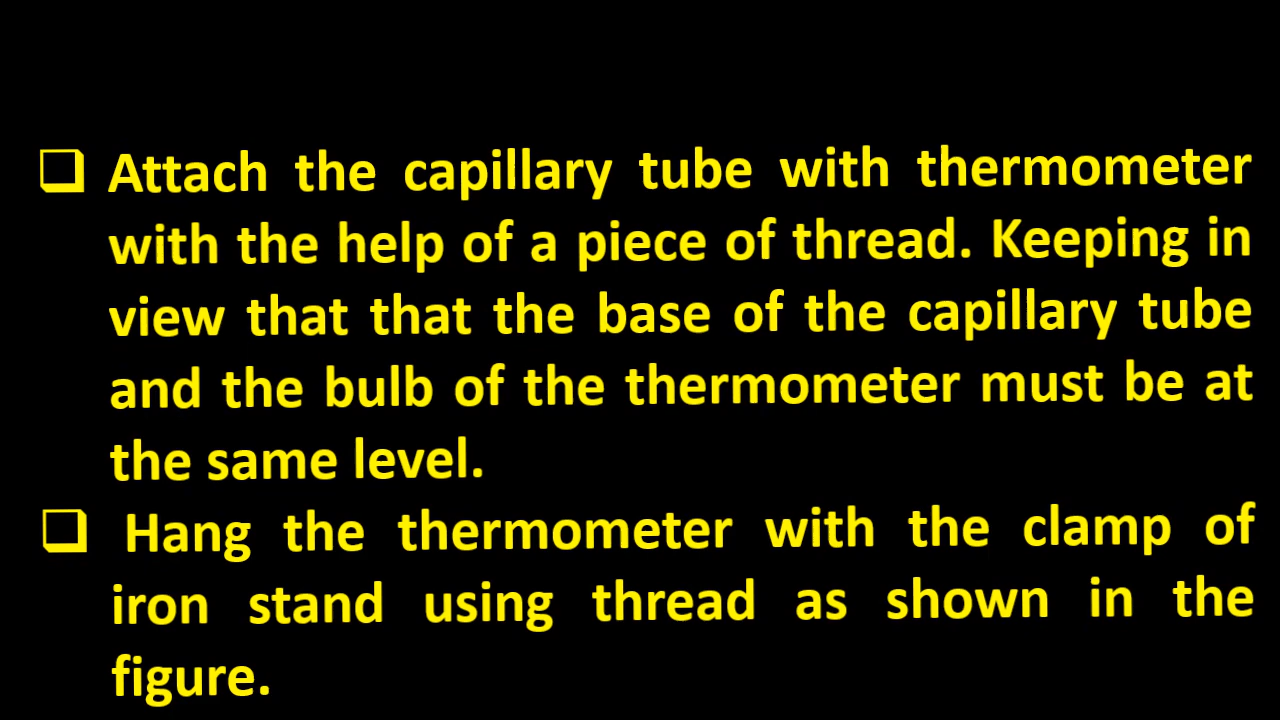 ❑ Attach the capillary tube with thermometer
with the help of a piece of thread. Keeping in
view that that the base of the capillary tube
and the bulb of the thermometer must be at
the same level.
❑ Hang the thermometer with the clamp of
iron stand using thread as shown in the
figure.